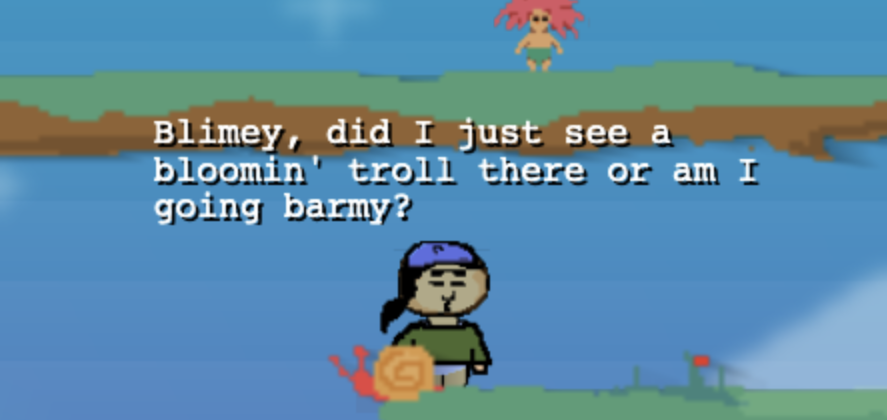 Blimey, did I just see a
bloomin' troll there or am I
going barmy?